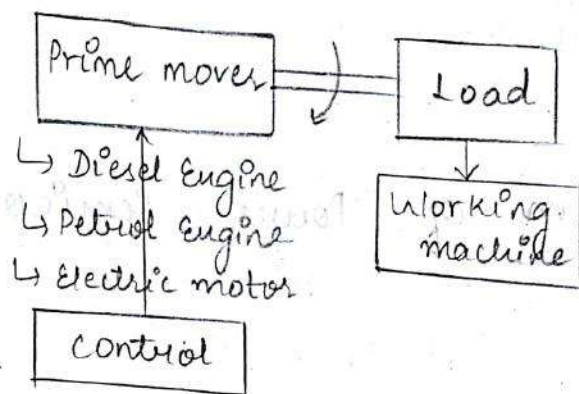 Prime mover
Load
↳ Diesel Engine
↳ Petrol Engine
↳ Electric motor
Working
machine
Control